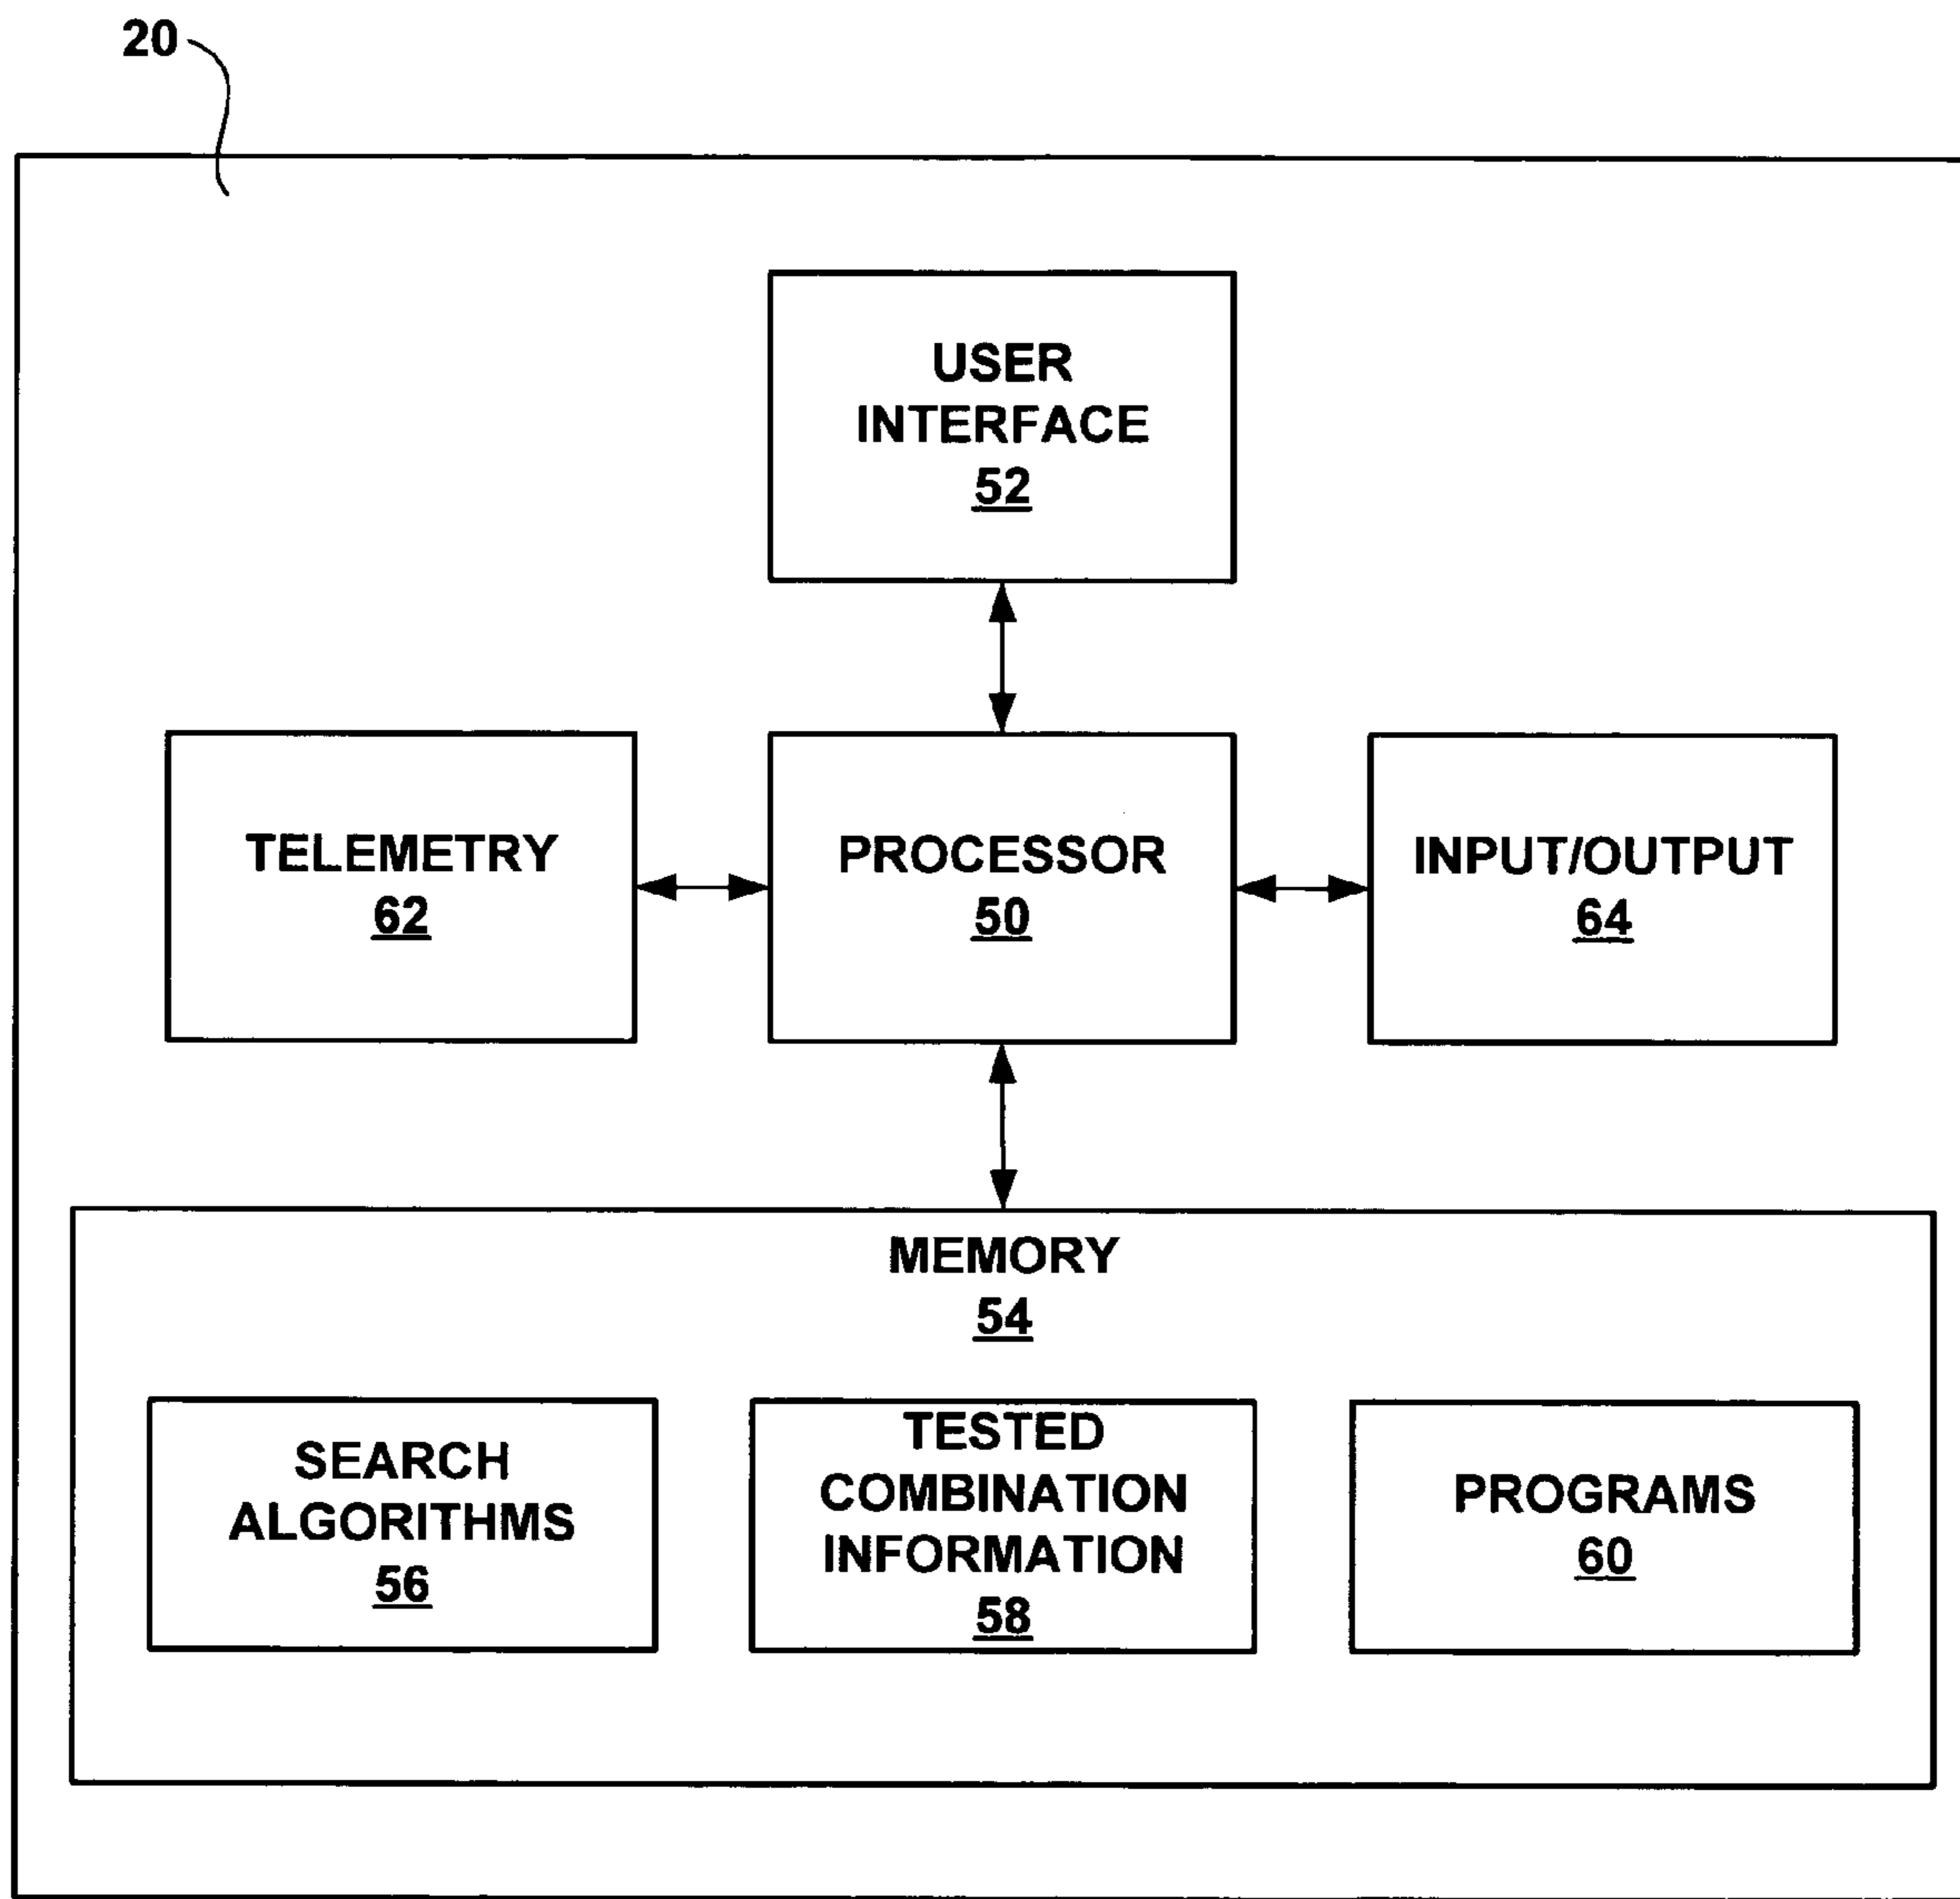 20
USER
INTERFACE
52
TELEMETRY
62
PROCESSOR
50
INPUT/OUTPUT
64
MEMORY
54
SEARCH
ALGORITHMS
56
TESTED
COMBINATION
INFORMATION
58
PROGRAMS
60